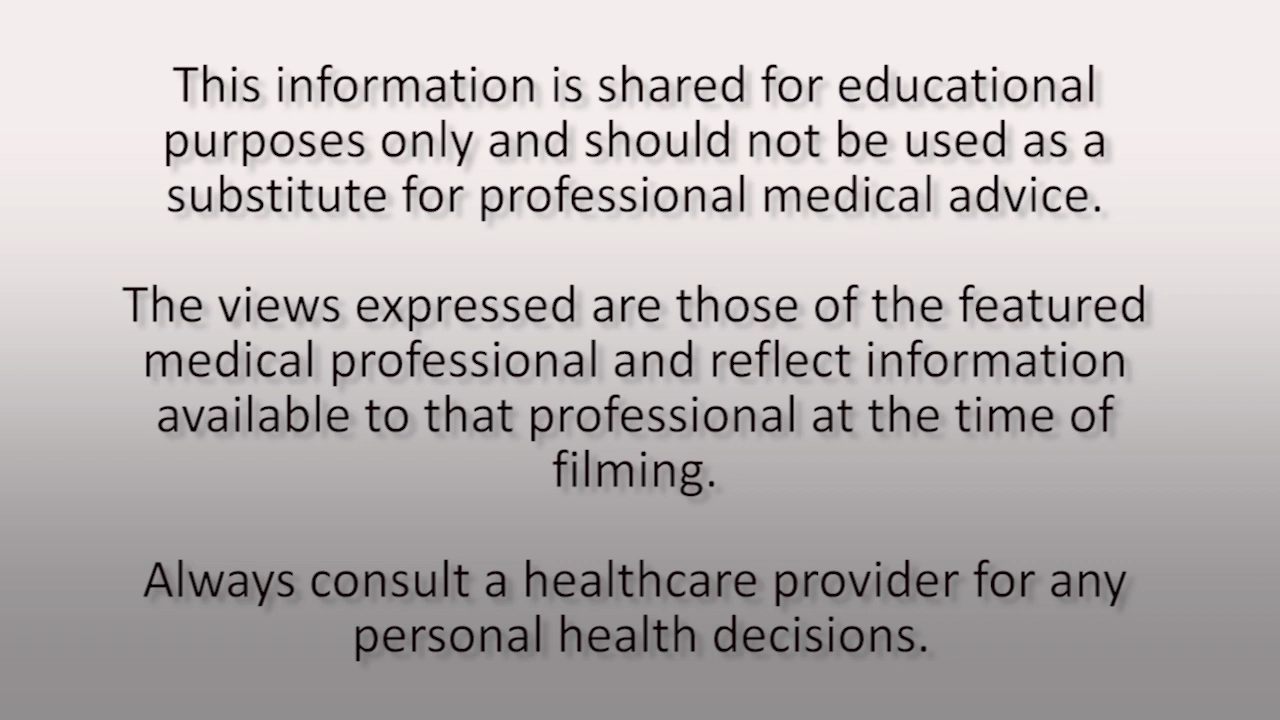 This information is shared for educational
purposes only and should not be used as a
substitute for professional medical advice.
The views expressed are those of the featured
medical professional and reflect information
available to that professional at the time of
filming.
Always consult a healthcare provider for any
personal health decisions.